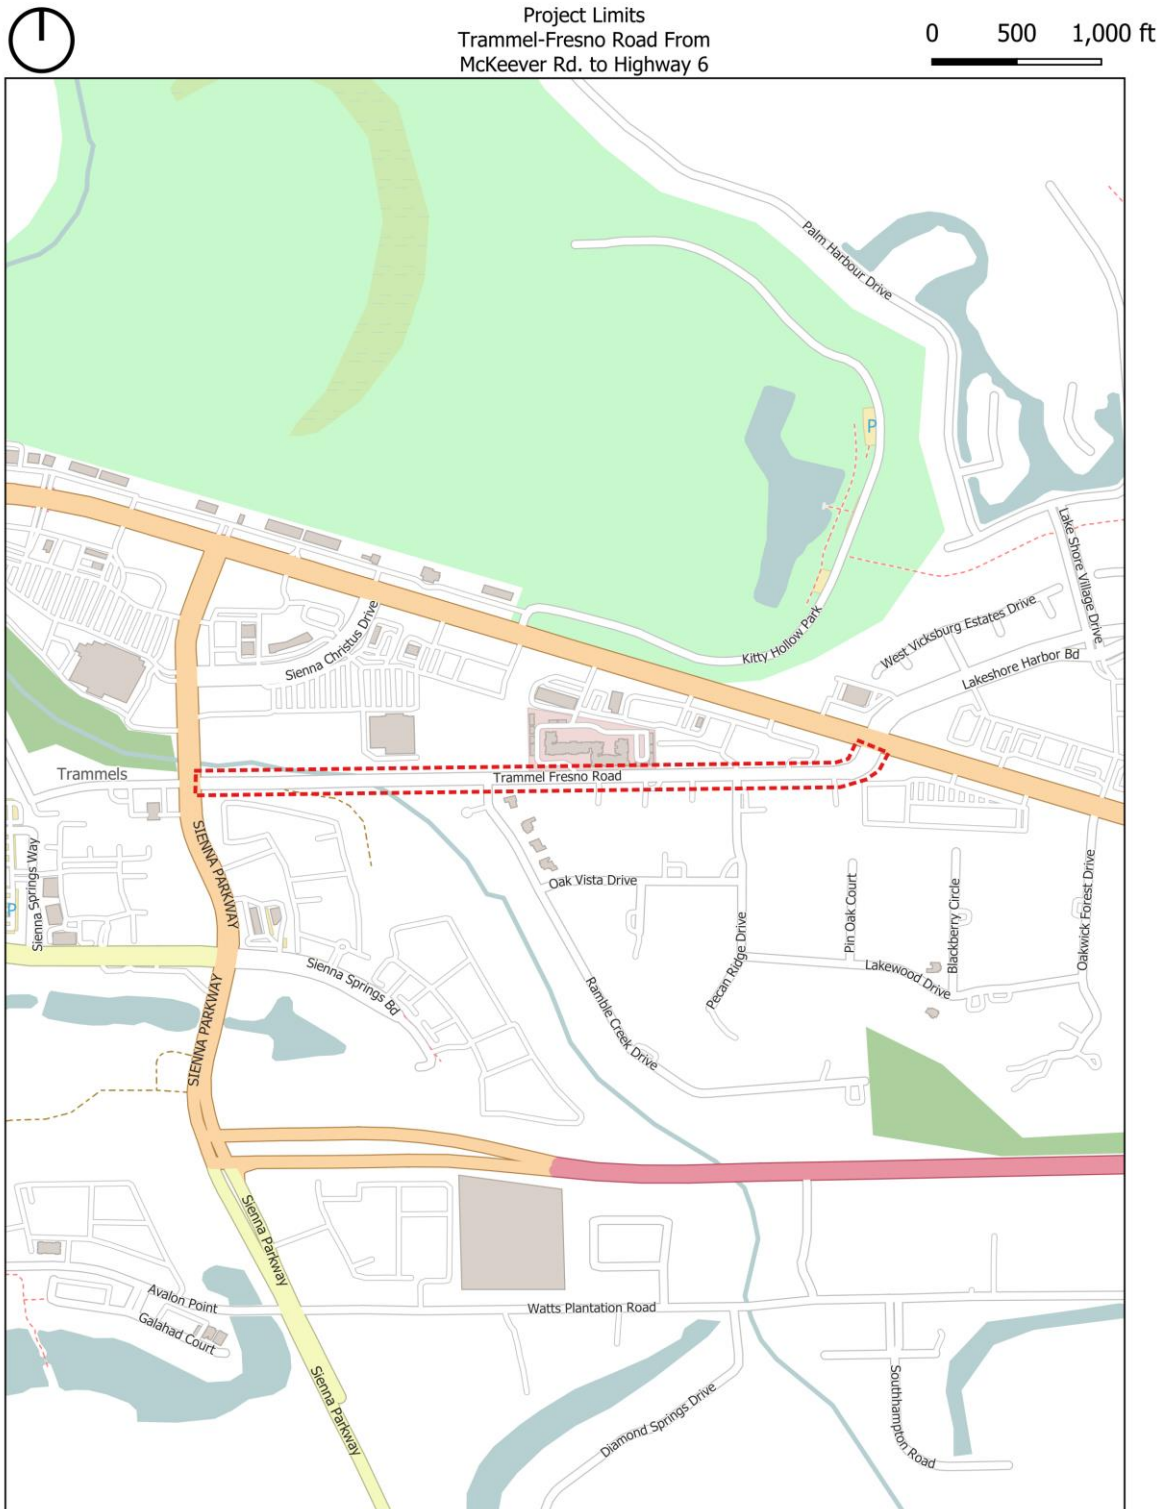 Project Limits
Trammel-Fresno Road From
McKeever Rd. to Highway 6
0 500 1,000 ft
Palm Harbour Drive
P
Lake Shore Village Drive
Sienna Christus Drive
Kitty Hollow Park
West Vicksburg Estates Drive
Lakeshore Harbor Bd
Trammels
Trammel Fresno Road
SIENNA PARKWAY
Sienna Springs Way
P
Oak Vista Drive
Pecan Ridge Drive
Pin Oak Court
Blackberry Circle
Oakwick Forest Drive
Lakewood Drive
Sienna Springs Bd
SIENNA PARKWAY
Ramble Creek Drive
Sienna Parkway
Avalon Point
Galahad Court
Watts Plantation Road
Sienna Parkway
Diamond Springs Drive
Southhampton Road